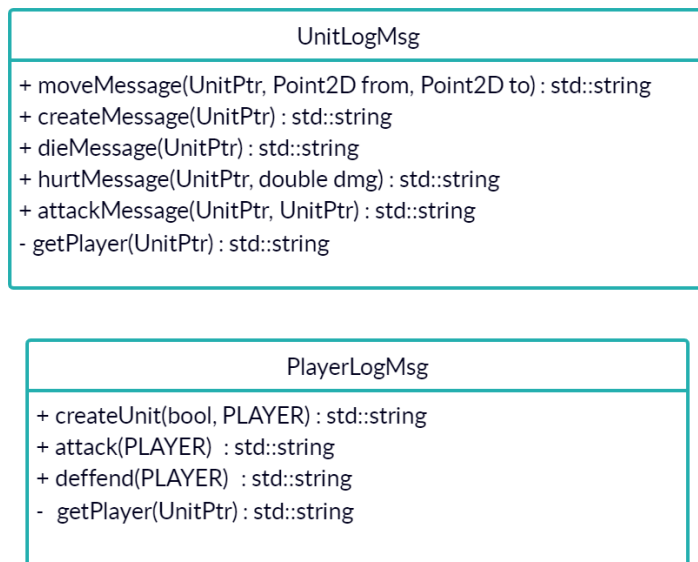 UnitLogMsg
+ moveMessage(UnitPtr, Point2D from, Point2D to) : std::string
+ createMessage(UnitPtr) : std::string
+ dieMessage(UnitPtr) : std::string
+ hurtMessage(UnitPtr, double dmg) : std::string
+ attackMessage(UnitPtr, UnitPtr) : std::string
- getPlayer(UnitPtr) : std::string
PlayerLogMsg
+ createUnit(bool, PLAYER) : std::string
+ attack(PLAYER) : std::string
+ deffend(PLAYER) : std::string
- getPlayer(UnitPtr) : std::string